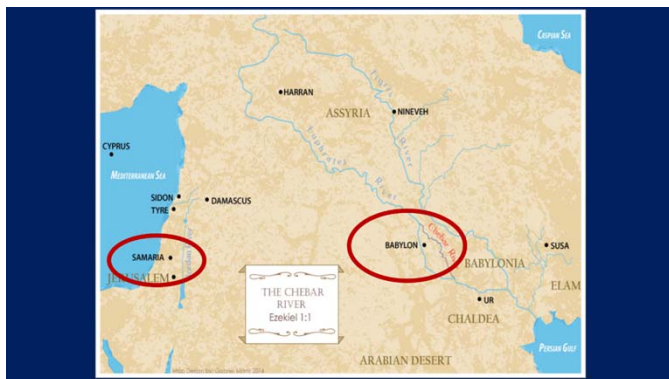 CASPIAN SEA
HARRAN
Tigris
ASSYRIA
NINEVEH
River
Euphrates
River
CYPRUS
MEDITERRANEAN SEA
SIDON
TYRE
DAMASCUS
Chebar River
SAMARIA
BABYLON
SUSA
BABYLONIA
JERUSALEM
ELAM
THE CHEBAR
RIVER
Ezekiel 1:1
UR
CHALDEA
PERSIAN GULF
ARABIAN DESERT